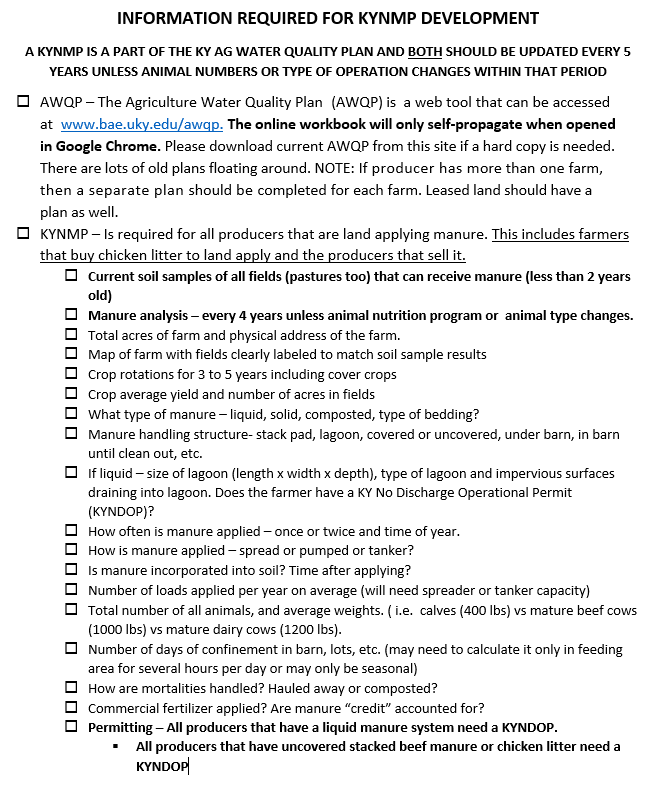 INFORMATION REQUIRED FOR KYNMP DEVELOPMENT
A KYNMP IS A PART OF THE KY AG WATER QUALITY PLAN AND BOTH SHOULD BE UPDATED EVERY 5
YEARS UNLESS ANIMAL NUMBERS OR TYPE OF OPERATION CHANGES WITHIN THAT PERIOD
☐ AWQP – The Agriculture Water Quality Plan (AWQP) is a web tool that can be accessed
at www.bae.uky.edu/awqp. The online workbook will only self-propagate when opened
in Google Chrome. Please download current AWQP from this site if a hard copy is needed.
There are lots of old plans floating around. NOTE: If producer has more than one farm,
then a separate plan should be completed for each farm. Leased land should have a
plan as well.
☐ KYNMP – Is required for all producers that are land applying manure. This includes farmers
that buy chicken litter to land apply and the producers that sell it.
☐ Current soil samples of all fields (pastures too) that can receive manure (less than 2 years
old)
☐ Manure analysis – every 4 years unless animal nutrition program or animal type changes.
☐ Total acres of farm and physical address of the farm.
☐ Map of farm with fields clearly labeled to match soil sample results
☐ Crop rotations for 3 to 5 years including cover crops
☐ Crop average yield and number of acres in fields
☐ What type of manure – liquid, solid, composted, type of bedding?
☐ Manure handling structure- stack pad, lagoon, covered or uncovered, under barn, in barn
until clean out, etc.
☐ If liquid – size of lagoon (length x width x depth), type of lagoon and impervious surfaces
draining into lagoon. Does the farmer have a KY No Discharge Operational Permit
(KYNDOP)?
☐ How often is manure applied – once or twice and time of year.
☐ How is manure applied – spread or pumped or tanker?
☐ Is manure incorporated into soil? Time after applying?
☐ Number of loads applied per year on average (will need spreader or tanker capacity)
☐ Total number of all animals, and average weights. ( i.e. calves (400 lbs) vs mature beef cows
(1000 lbs) vs mature dairy cows (1200 lbs).
☐ Number of days of confinement in barn, lots, etc. (may need to calculate it only in feeding
area for several hours per day or may only be seasonal)
☐ How are mortalities handled? Hauled away or composted?
☐ Commercial fertilizer applied? Are manure “credit” accounted for?
☐ Permitting – All producers that have a liquid manure system need a KYNDOP.
▪ All producers that have uncovered stacked beef manure or chicken litter need a
KYNDOP